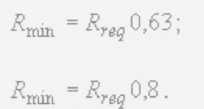 R_min = R_req 0,63;
R_min = R_req 0,8.